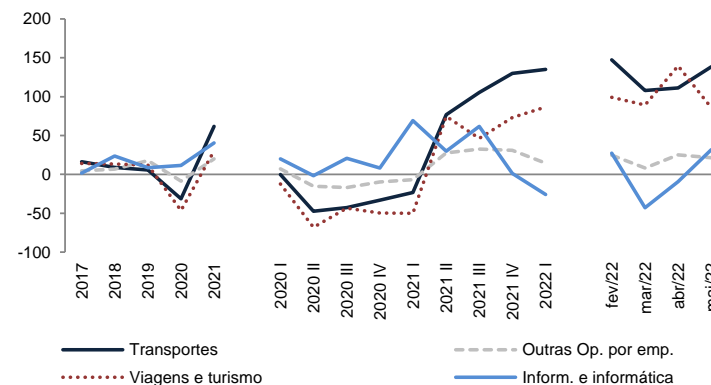 200
150
100
50
0
-50
-100
2017
2018
2019
2020
2021
2020 I
2020 II
2020 III
2020 IV
2021 I
2021 II
2021 III
2021 IV
2022 I
fev/22
mar/22
abr/22
mai/22
Transportes
Outras Op. por emp.
Viagens e turismo
Inform. e informática